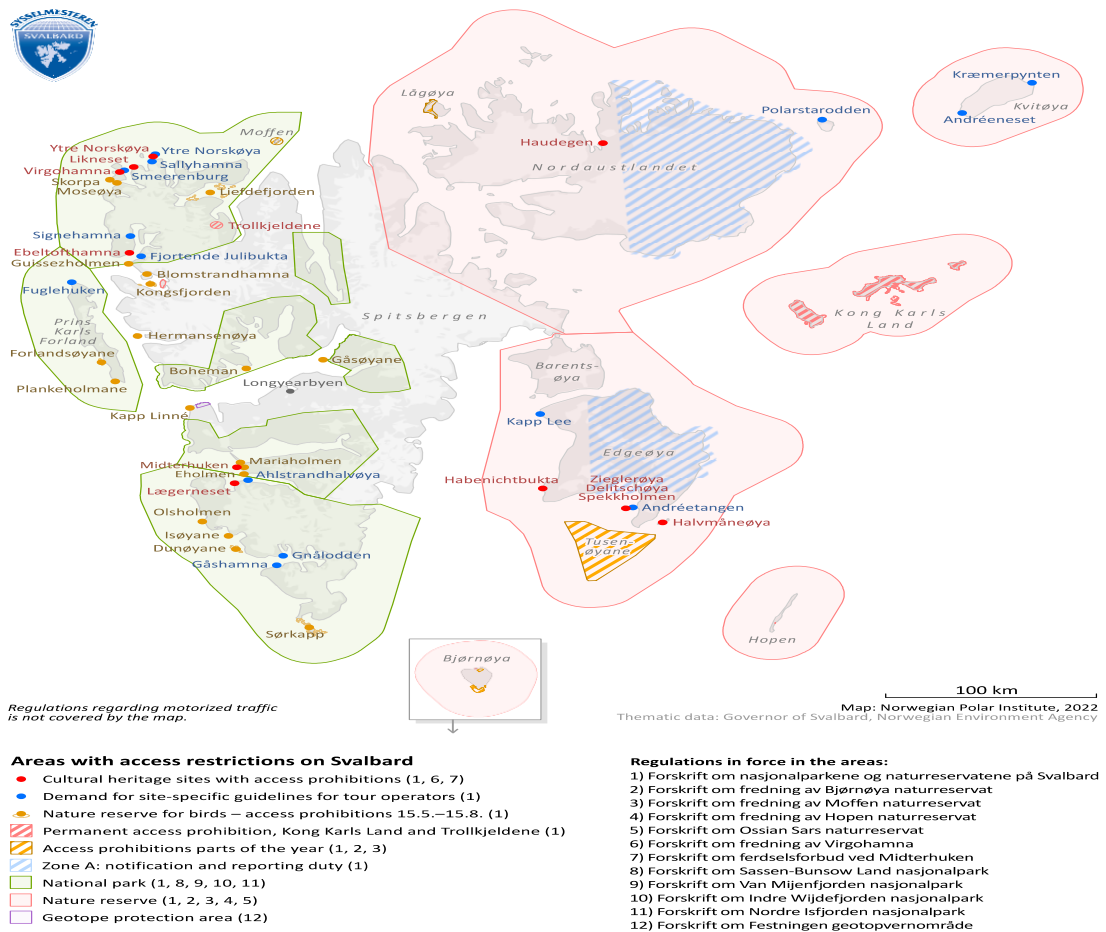 SYSSELMESTEREN
SVALBARD
Kræmerpynten
Kvitøya
Andréeneset
Lågøya
Polarstarodden
Haudegen
Nordaustlandet
Moffen
Ytre Norskøya
Ytre Norskøya
Likneset
Sallyhamna
Virgohamna
Smeerenburg
Skorpa
Moseøya
Liefdefjorden
Trollkjeldene
Signehamna
Ebeltofthamna
Fjortende Julibukta
Guissezholmen
Blomstrandhamna
Fuglehuken
Kongsfjorden
Kong Karls
Land
Spitsbergen
Prins
Karls
Forland
Hermansenøya
Forlandsøyane
Gåsøyane
Boheman
Barents-
øya
Plankeholmane
Longyearbyen
Kapp Linné
Kapp Lee
Edgeøya
Midterhuken
Mariaholmen
Eholmen
Ahlstrandhalvøya
Lægerneset
Habenichtbukta
Zieglerøya
Delitschøya
Spekkholmen
Andréetangen
Halvmåneøya
Olsholmen
Isøyane
Dunøyane
Gnålodden
Gåshamna
Tusen-
øyane
Sørkapp
Hopen
Bjørnøya
100 km
Regulations regarding motorized traffic
is not covered by the map.
Map: Norwegian Polar Institute, 2022
Thematic data: Governor of Svalbard, Norwegian Environment Agency
Areas with access restrictions on Svalbard
Cultural heritage sites with access prohibitions (1, 6, 7)
Demand for site-specific guidelines for tour operators (1)
Nature reserve for birds – access prohibitions 15.5.–15.8. (1)
Permanent access prohibition, Kong Karls Land and Trollkjeldene (1)
Access prohibitions parts of the year (1, 2, 3)
Zone A: notification and reporting duty (1)
National park (1, 8, 9, 10, 11)
Nature reserve (1, 2, 3, 4, 5)
Geotope protection area (12)
Regulations in force in the areas:
1) Forskrift om nasjonalparkene og naturreservatene på Svalbard
2) Forskrift om fredning av Bjørnøya naturreservat
3) Forskrift om fredning av Moffen naturreservat
4) Forskrift om fredning av Hopen naturreservat
5) Forskrift om Ossian Sars naturreservat
6) Forskrift om fredning av Virgohamna
7) Forskrift om ferdselsforbud ved Midterhuken
8) Forskrift om Sassen-Bunsow Land nasjonalpark
9) Forskrift om Van Mijenfjorden nasjonalpark
10) Forskrift om Indre Wijdefjorden nasjonalpark
11) Forskrift om Nordre Isfjorden nasjonalpark
12) Forskrift om Festningen geotopvernområde